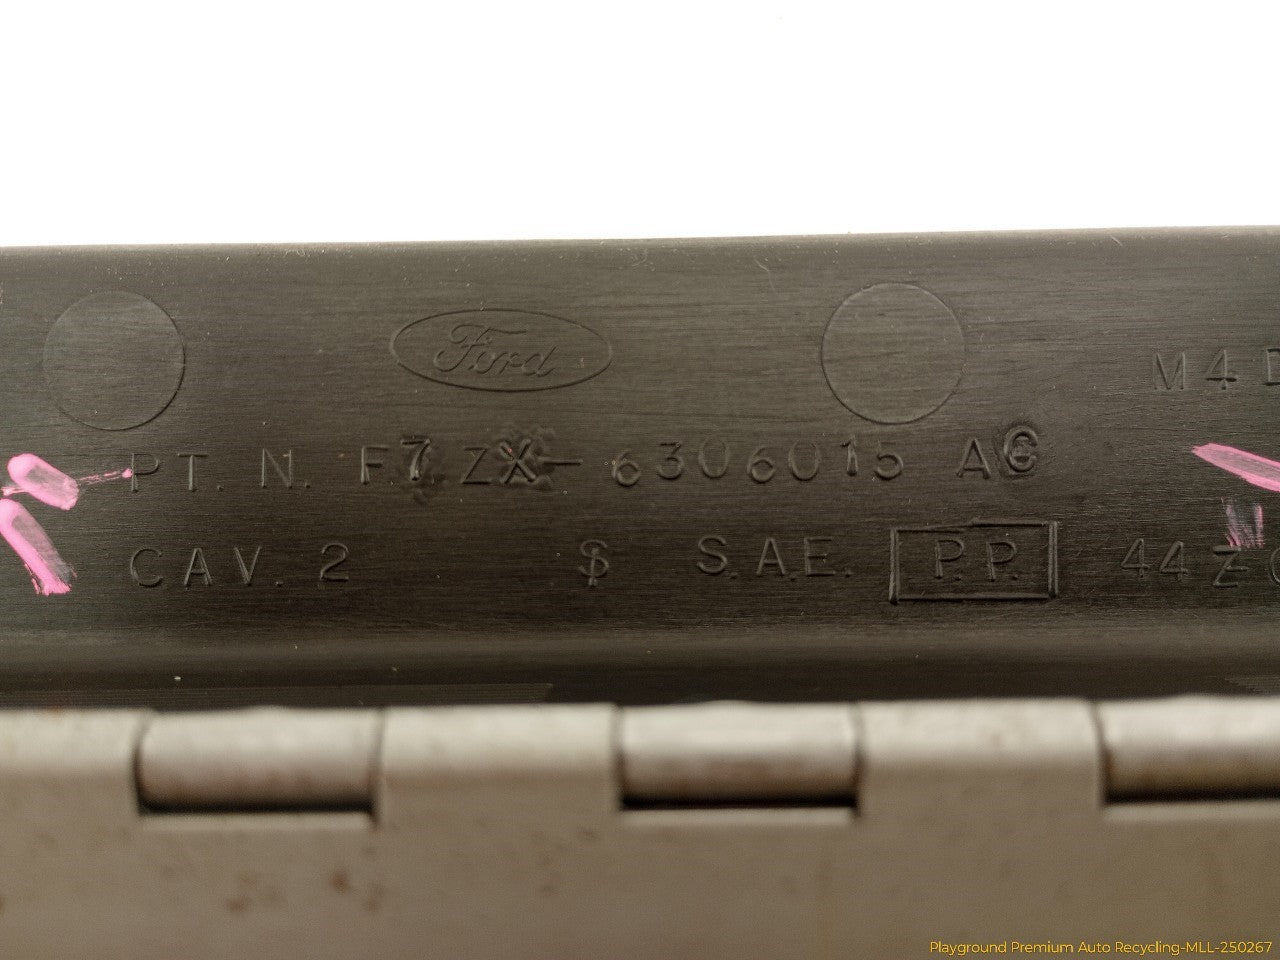 Ford
M4D
PT. N. F7ZX-6306015 AC
CAV. 2 $ S.A.E. P.P. 44Z
Playground Premium Auto Recycling-MLL-250267